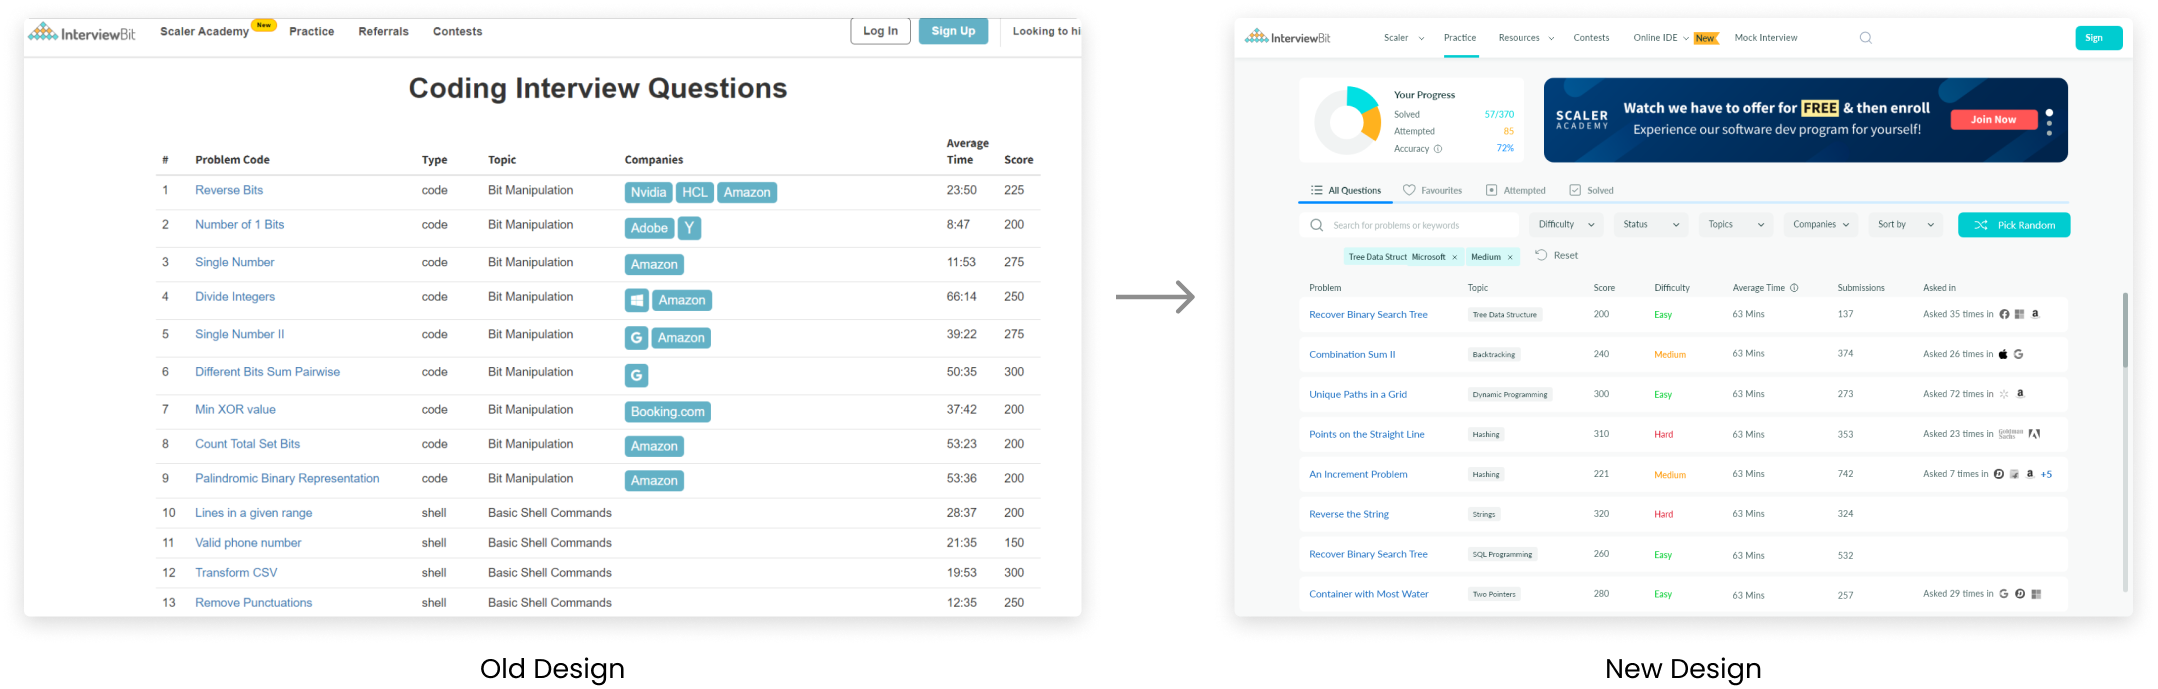 InterviewBit Scaler Academy New Practice Referrals Contests Log In Sign Up Looking to hi
Coding Interview Questions
# Problem Code Type Topic Companies Average Time Score
1 Reverse Bits code Bit Manipulation Nvidia HCL Amazon 23:50 225
2 Number of 1 Bits code Bit Manipulation Adobe Y 8:47 200
3 Single Number code Bit Manipulation Amazon 11:53 275
4 Divide Integers code Bit Manipulation Amazon 66:14 250
5 Single Number II code Bit Manipulation G Amazon 39:22 275
6 Different Bits Sum Pairwise code Bit Manipulation G 50:35 300
7 Min XOR value code Bit Manipulation Booking.com 37:42 200
8 Count Total Set Bits code Bit Manipulation Amazon 53:23 200
9 Palindromic Binary Representation code Bit Manipulation Amazon 53:36 200
10 Lines in a given range shell Basic Shell Commands 28:37 200
11 Valid phone number shell Basic Shell Commands 21:35 150
12 Transform CSV shell Basic Shell Commands 19:53 300
13 Remove Punctuations shell Basic Shell Commands 12:35 250
Old Design
InterviewBit Scaler Practice Resources Contests Online IDE New Mock Interview Sign
Your Progress
Solved 57/370
Attempted 85
Accuracy 72%
SCALER ACADEMY
Watch we have to offer for FREE & then enroll
Experience our software dev program for yourself!
Join Now
All Questions Favourites Attempted Solved
Search for problems or keywords Difficulty Status Topics Companies Sort by Pick Random
Tree Data Struct Microsoft × Medium × Reset
Problem Topic Score Difficulty Average Time Submissions Asked in
Recover Binary Search Tree Tree Data Structure 200 Easy 63 Mins 137 Asked 35 times in
Combination Sum II Backtracking 240 Medium 63 Mins 374 Asked 26 times in G
Unique Paths in a Grid Dynamic Programming 300 Easy 63 Mins 273 Asked 72 times in
Points on the Straight Line Hashing 310 Hard 63 Mins 353 Asked 23 times in Goldman Sachs
An Increment Problem Hashing 221 Medium 63 Mins 742 Asked 7 times in +5
Reverse the String Strings 320 Hard 63 Mins 324
Recover Binary Search Tree SQL Programming 260 Easy 63 Mins 532
Container with Most Water Two Pointers 280 Easy 63 Mins 257 Asked 29 times in G
New Design